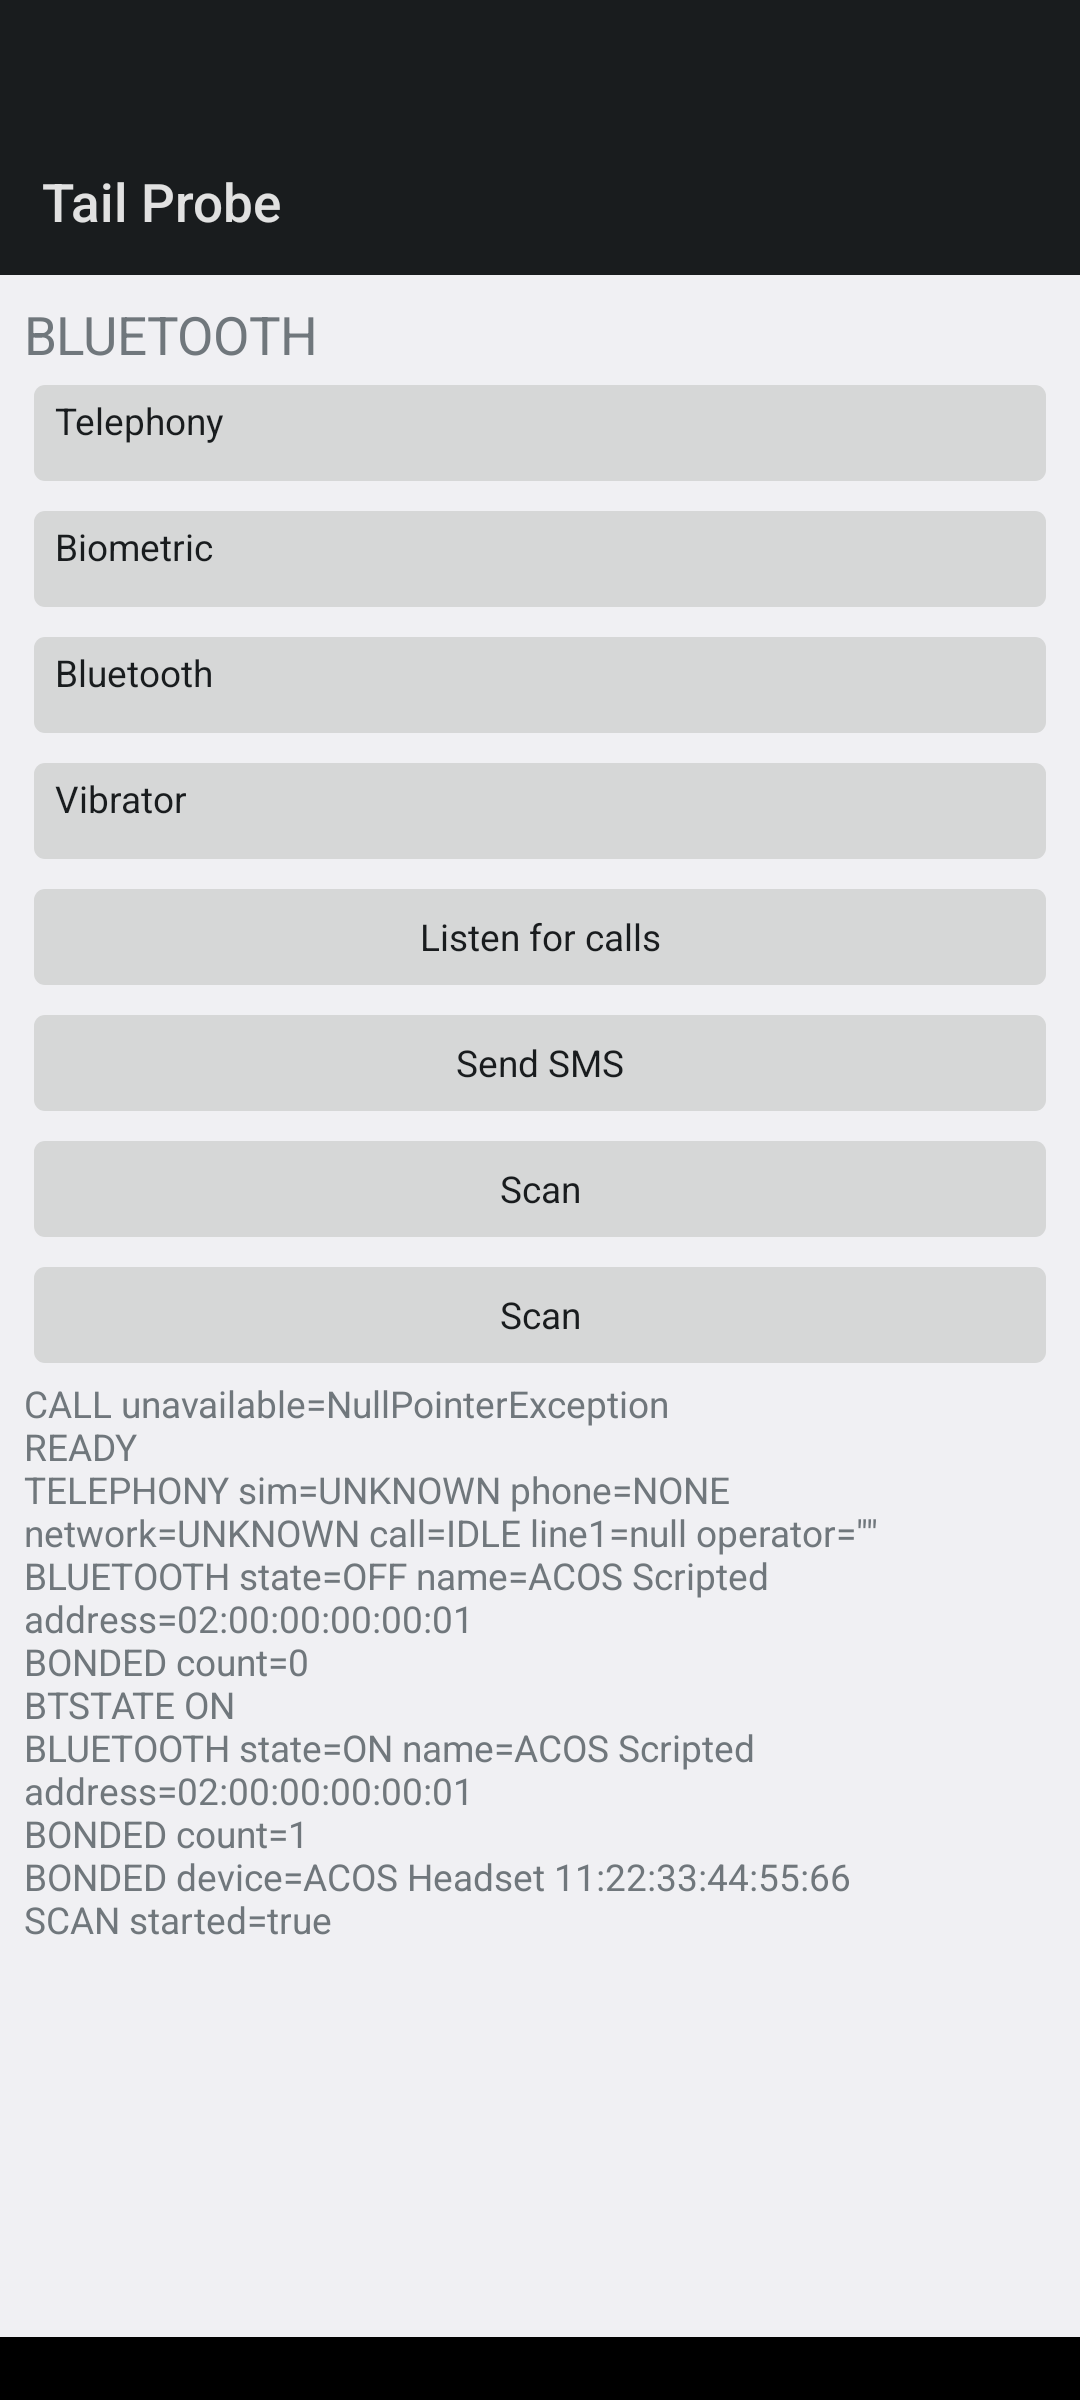 Tail Probe
BLUETOOTH
Telephony
Biometric
Bluetooth
Vibrator
Listen for calls
Send SMS
Scan
Scan
CALL unavailable=NullPointerException
READY
TELEPHONY sim=UNKNOWN phone=NONE
network=UNKNOWN call=IDLE line1=null operator=""
BLUETOOTH state=OFF name=ACOS Scripted
address=02:00:00:00:00:01
BONDED count=0
BTSTATE ON
BLUETOOTH state=ON name=ACOS Scripted
address=02:00:00:00:00:01
BONDED count=1
BONDED device=ACOS Headset 11:22:33:44:55:66
SCAN started=true